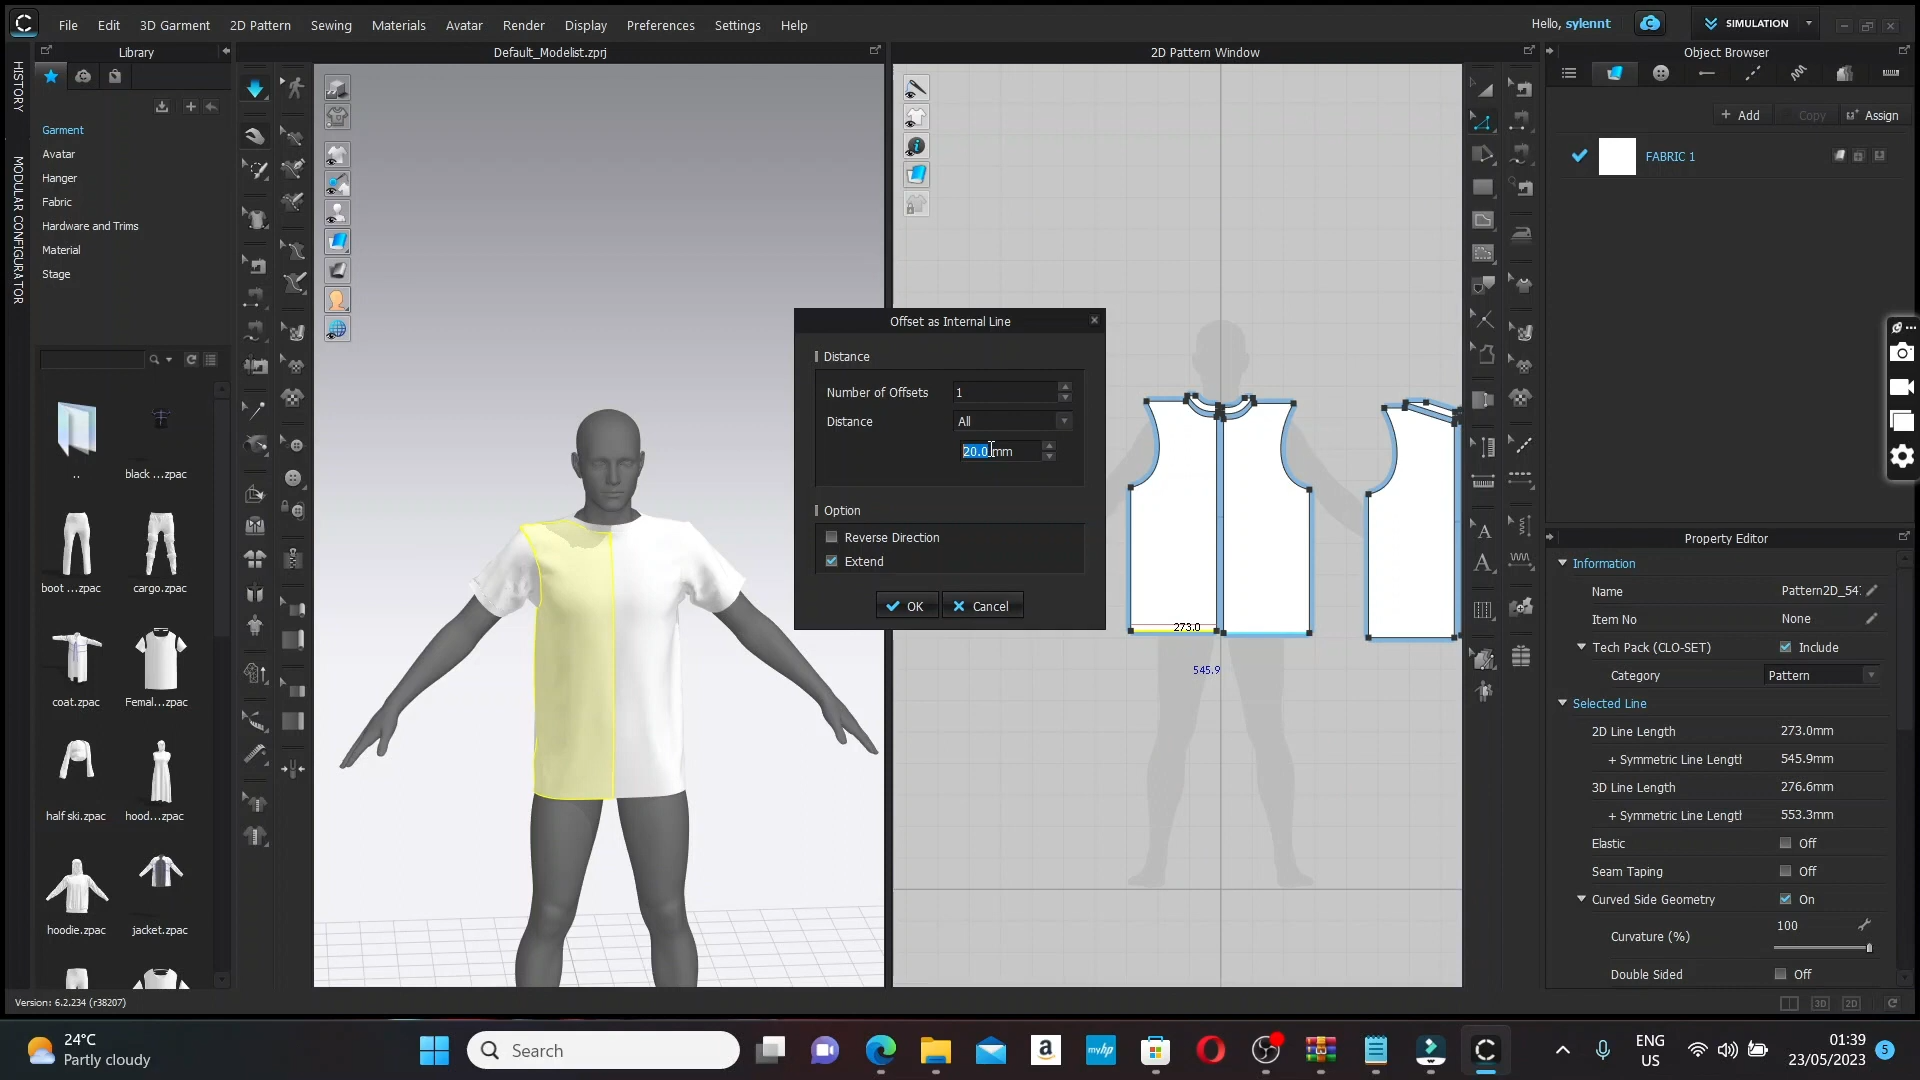 File Edit 3D Garment 2D Pattern Sewing Materials Avatar Render Display Preferences Settings Help
Hello, sylennt
SIMULATION
HISTORY
MODULAR CONFIGURATOR
Library
Garment
Avatar
Hanger
Fabric
Hardware and Trims
Material
Stage
..
black ...zpac
boot ...zpac
cargo.zpac
coat.zpac
Femal...zpac
half ski.zpac
hood...zpac
hoodie.zpac
jacket.zpac
Version: 6.2.234 (r38207)
Default_Modelist.zprj
Offset as Internal Line
Distance
Number of Offsets 1
Distance All
20.0 mm
Option
Reverse Direction
Extend
OK Cancel
2D Pattern Window
273.0
545.9
Object Browser
+ Add Copy Assign
FABRIC 1
Property Editor
Information
Name Pattern2D_54
Item No None
Tech Pack (CLO-SET) Include
Category Pattern
Selected Line
2D Line Length 273.0mm
+ Symmetric Line Lengtl 545.9mm
3D Line Length 276.6mm
+ Symmetric Line Lengtl 553.3mm
Elastic Off
Seam Taping Off
Curved Side Geometry On
Curvature (%) 100
Double Sided Off
3D 2D
24°C
Partly cloudy
Search
a
myhp
ENG
US
01:39
23/05/2023
5